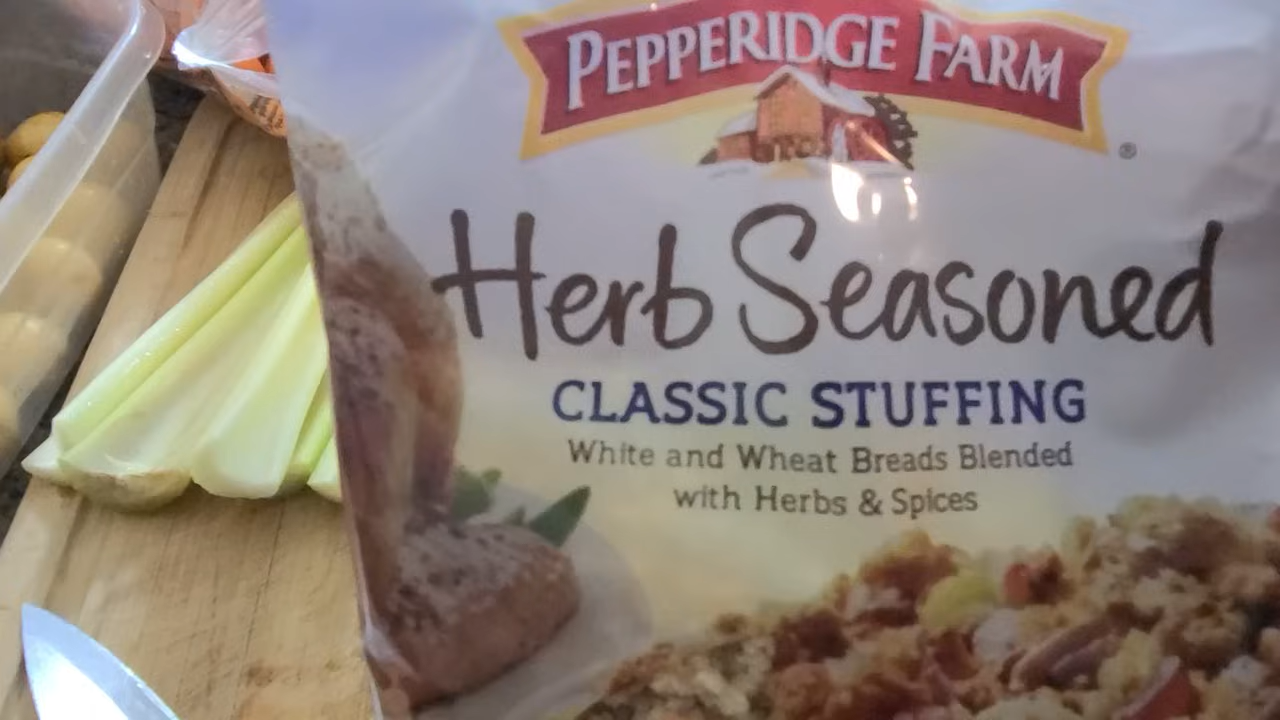 PEPPERIDGE FARM
®
Herb Seasoned
CLASSIC STUFFING
White and Wheat Breads Blended
with Herbs & Spices